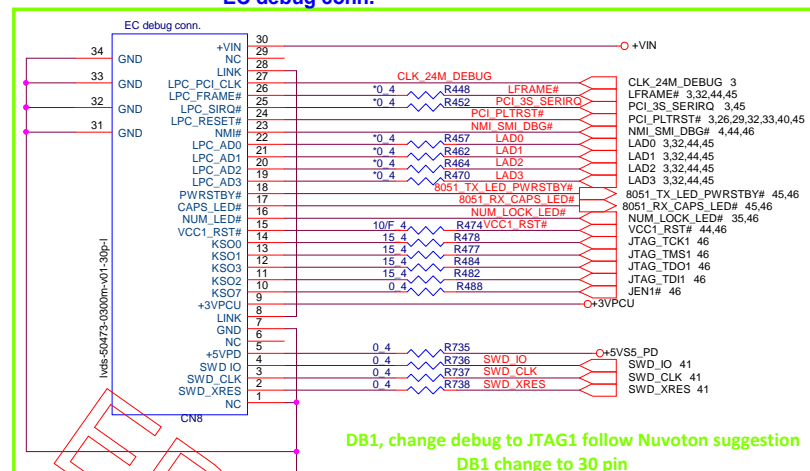 EC debug conn.
EC debug conn.
34 GND
33 GND
32 GND
31 GND
lvds-50473-0300m-v01-30p-l
+VIN 30 +VIN
NC 29
LINK 28
LPC_PCI_CLK 27 CLK_24M_DEBUG CLK_24M_DEBUG 3
LPC_FRAME# 26 *0_4 R448 LFRAME# LFRAME# 3,32,44,45
LPC_SIRQ# 25 *0_4 R452 PCI_3S_SERIRQ PCI_3S_SERIRQ 3,45
LPC_RESET# 24 PCI_PLTRST# PCI_PLTRST# 3,26,29,32,33,40,45
NMI# 23 NMI_SMI_DBG# NMI_SMI_DBG# 4,44,46
LPC_AD0 22 *0_4 R457 LAD0 LAD0 3,32,44,45
LPC_AD1 21 *0_4 R462 LAD1 LAD1 3,32,44,45
LPC_AD2 20 *0_4 R464 LAD2 LAD2 3,32,44,45
LPC_AD3 19 *0_4 R470 LAD3 LAD3 3,32,44,45
PWRSTBY# 18 8051_TX_LED_PWRSTBY# 8051_TX_LED_PWRSTBY# 45,46
CAPS_LED# 17 8051_RX_CAPS_LED# 8051_RX_CAPS_LED# 45,46
NUM_LED# 16 NUM_LOCK_LED# NUM_LOCK_LED# 35,46
VCC1_RST# 15 10/F_4 R474 VCC1_RST# VCC1_RST# 44,46
KSO0 14 15_4 R478 JTAG_TCK1 46
KSO1 13 15_4 R477 JTAG_TMS1 46
KSO3 12 15_4 R484 JTAG_TDO1 46
KSO2 11 15_4 R482 JTAG_TDI1 46
KSO7 10 0_4 R488 JEN1# 46
+3VPCU 9 +3VPCU
LINK 8
GND 7
NC 6
+5VPD 5 0_4 R735 +5VS5_PD
SWD IO 4 0_4 R736 SWD_IO SWD_IO 41
SWD_CLK 3 0_4 R737 SWD_CLK SWD_CLK 41
SWD_XRES 2 0_4 R738 SWD_XRES SWD_XRES 41
NC 1
CN8
DB1, change debug to JTAG1 follow Nuvoton suggestion
DB1 change to 30 pin